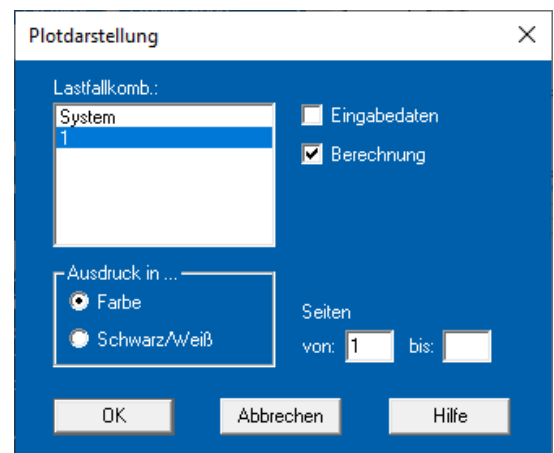 Plotdarstellung
Lastfallkomb.:
System
1
Eingabedaten
Berechnung
Ausdruck in ...
Farbe
Schwarz/Weiß
Seiten
von: 1 bis:
OK Abbrechen Hilfe